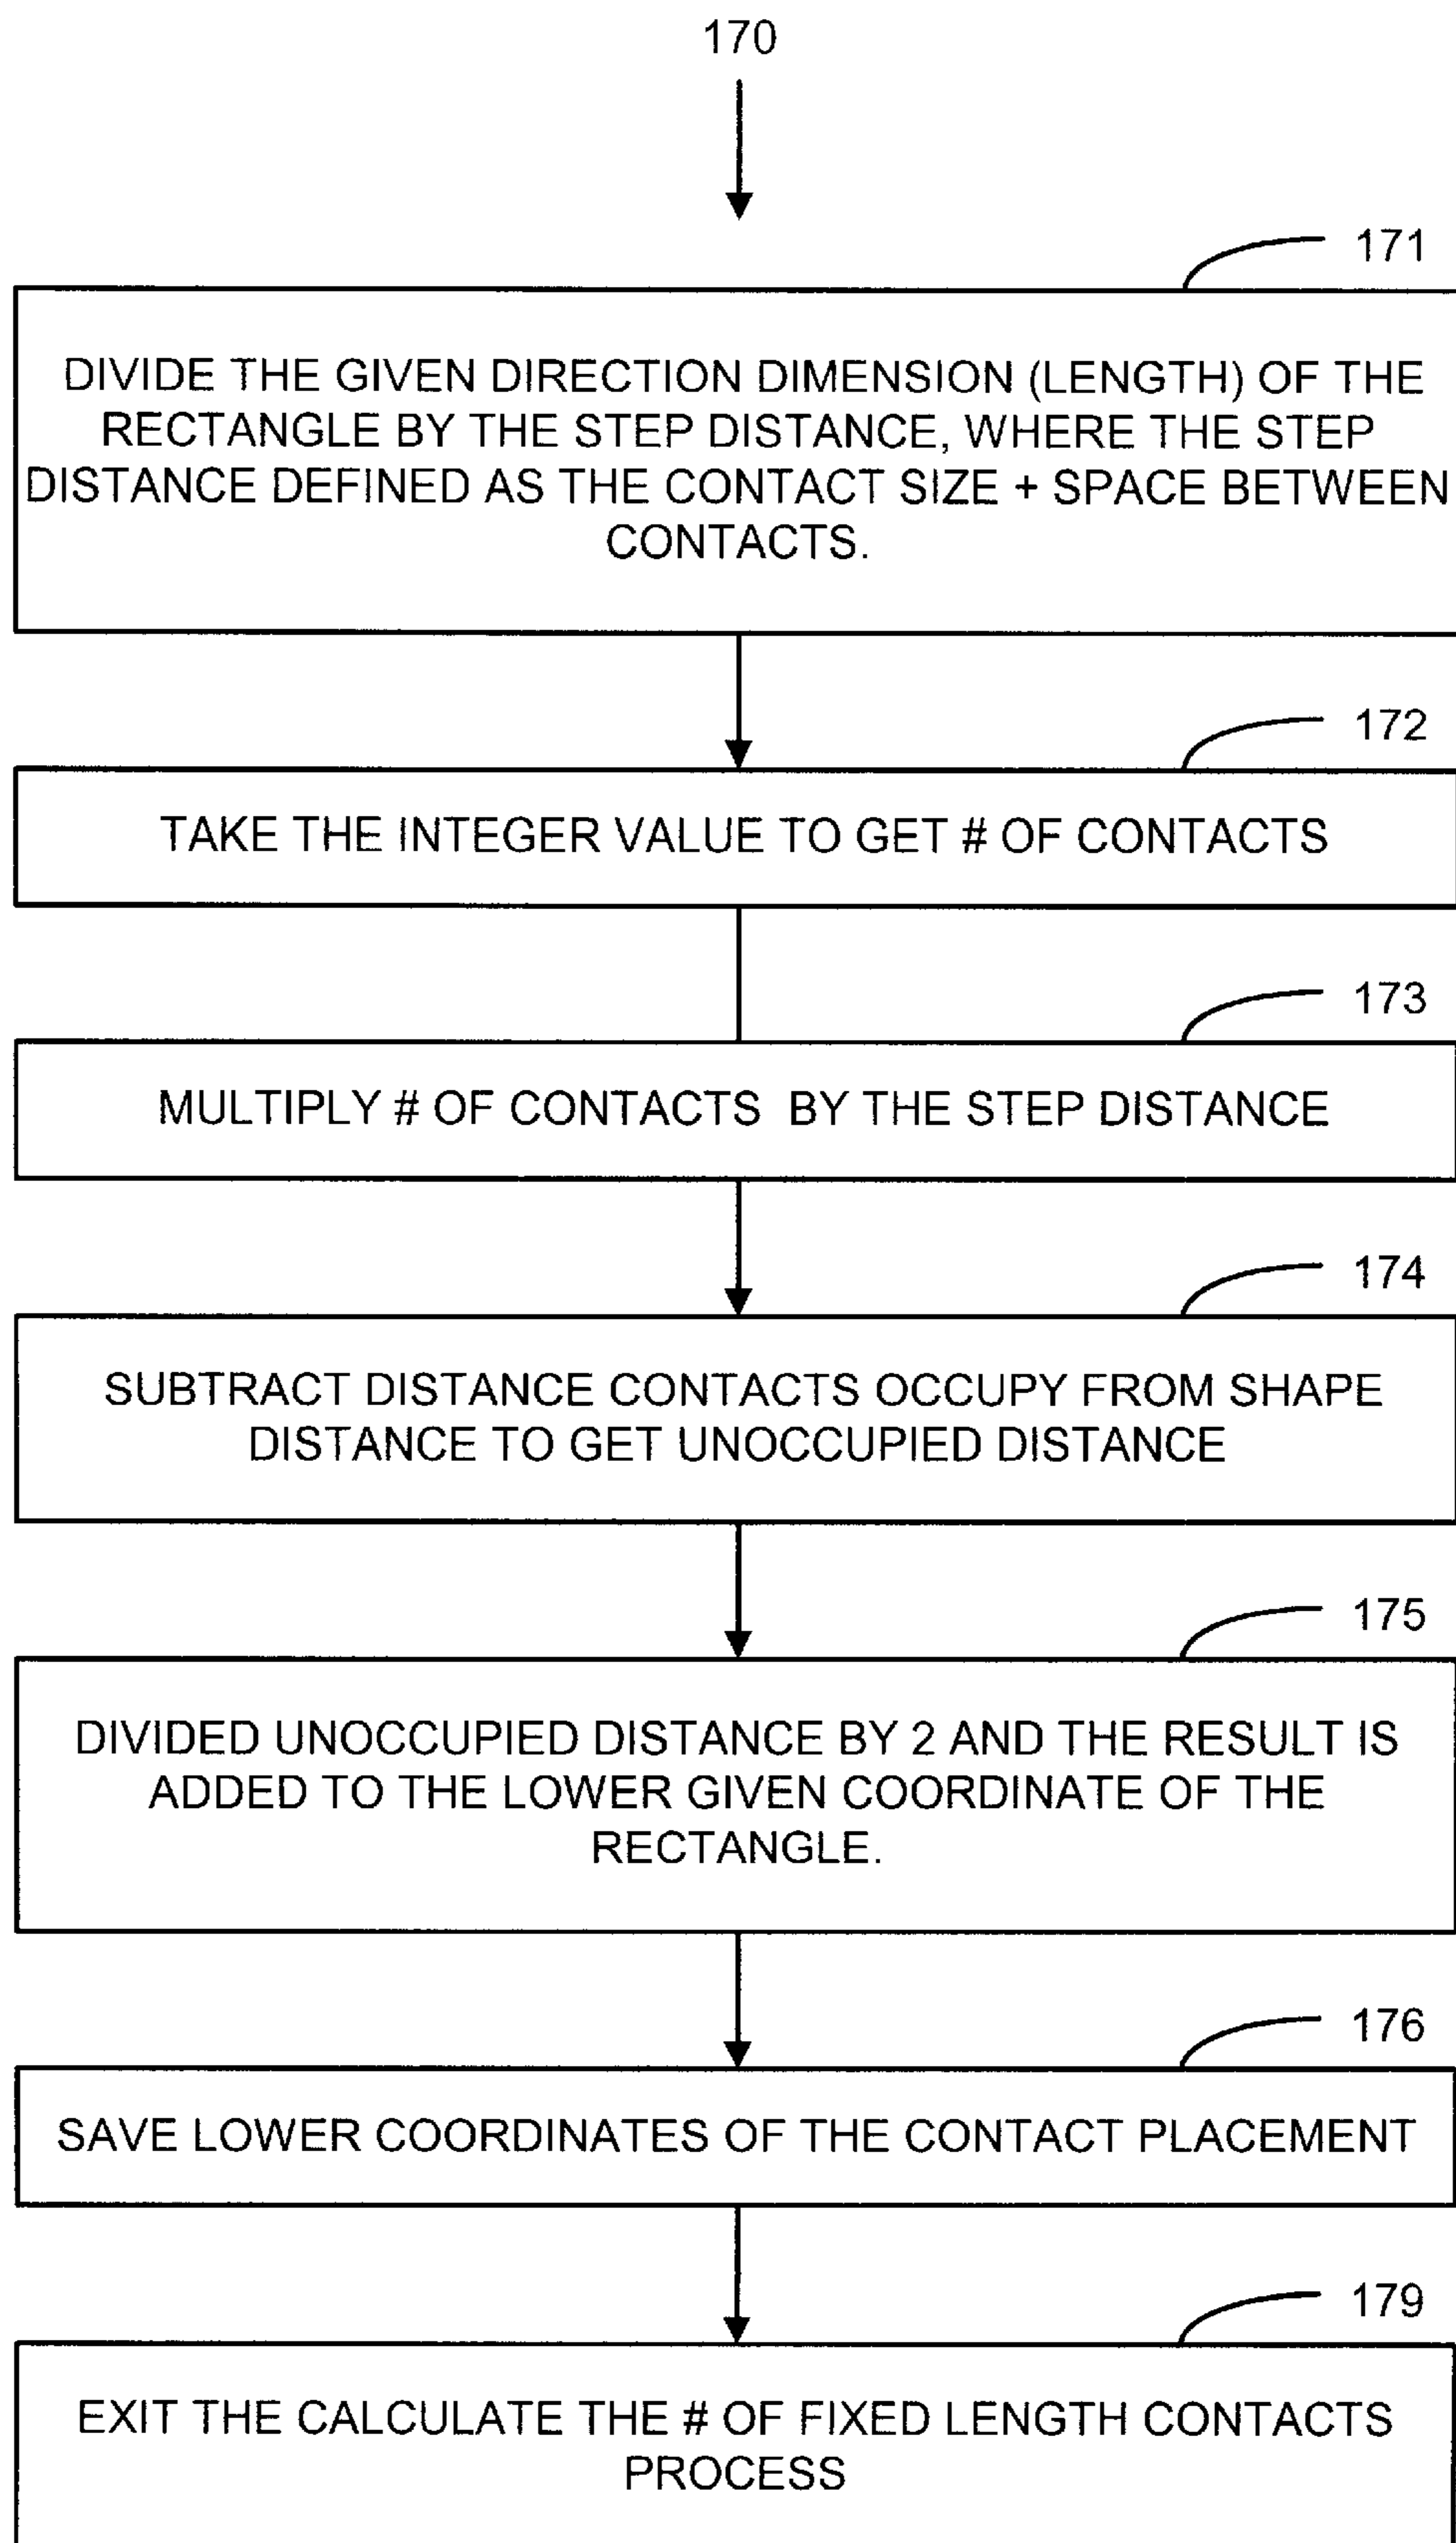 170
171
DIVIDE THE GIVEN DIRECTION DIMENSION (LENGTH) OF THE
RECTANGLE BY THE STEP DISTANCE, WHERE THE STEP
DISTANCE DEFINED AS THE CONTACT SIZE + SPACE BETWEEN
CONTACTS.
172
TAKE THE INTEGER VALUE TO GET # OF CONTACTS
173
MULTIPLY # OF CONTACTS BY THE STEP DISTANCE
174
SUBTRACT DISTANCE CONTACTS OCCUPY FROM SHAPE
DISTANCE TO GET UNOCCUPIED DISTANCE
175
DIVIDED UNOCCUPIED DISTANCE BY 2 AND THE RESULT IS
ADDED TO THE LOWER GIVEN COORDINATE OF THE
RECTANGLE.
176
SAVE LOWER COORDINATES OF THE CONTACT PLACEMENT
179
EXIT THE CALCULATE THE # OF FIXED LENGTH CONTACTS
PROCESS